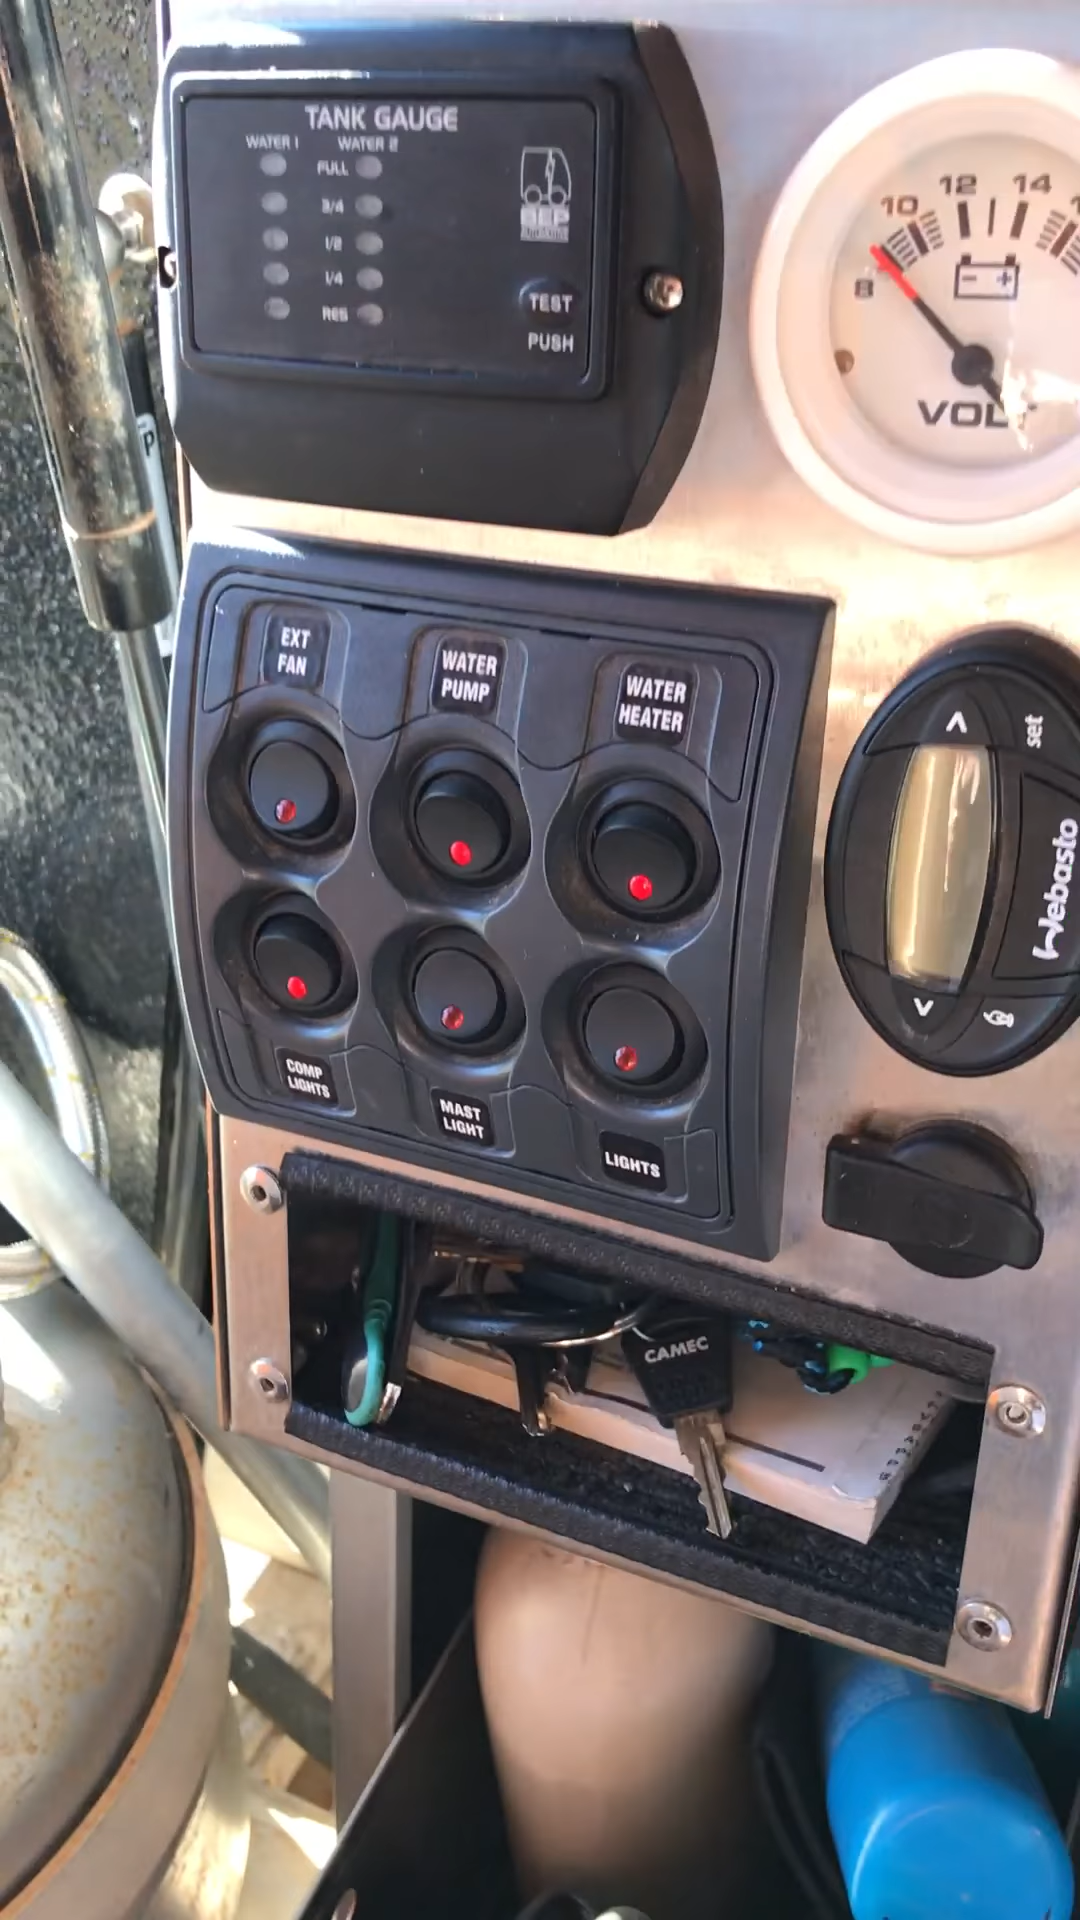 TANK GAUGE
WATER 1 WATER 2
FULL
3/4
1/2
1/4
RES
BEP
TEST
PUSH
8 10 12 14
- +
VOLT
EXT
FAN
WATER
PUMP
WATER
HEATER
COMP
LIGHTS
MAST
LIGHT
LIGHTS
set
Webasto
CAMEC